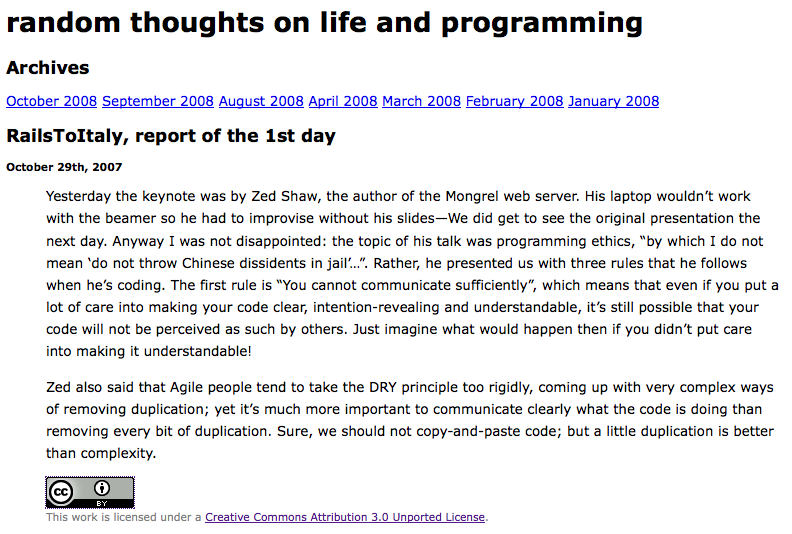 random thoughts on life and programming
Archives
October 2008 September 2008 August 2008 April 2008 March 2008 February 2008 January 2008
RailsToItaly, report of the 1st day
October 29th, 2007
Yesterday the keynote was by Zed Shaw, the author of the Mongrel web server. His laptop wouldn’t work
with the beamer so he had to improvise without his slides—We did get to see the original presentation the
next day. Anyway I was not disappointed: the topic of his talk was programming ethics, “by which I do not
mean ‘do not throw Chinese dissidents in jail’…”. Rather, he presented us with three rules that he follows
when he’s coding. The first rule is “You cannot communicate sufficiently”, which means that even if you put a
lot of care into making your code clear, intention-revealing and understandable, it’s still possible that your
code will not be perceived as such by others. Just imagine what would happen then if you didn’t put care
into making it understandable!
Zed also said that Agile people tend to take the DRY principle too rigidly, coming up with very complex ways
of removing duplication; yet it’s much more important to communicate clearly what the code is doing than
removing every bit of duplication. Sure, we should not copy-and-paste code; but a little duplication is better
than complexity.
cc
BY
This work is licensed under a Creative Commons Attribution 3.0 Unported License.